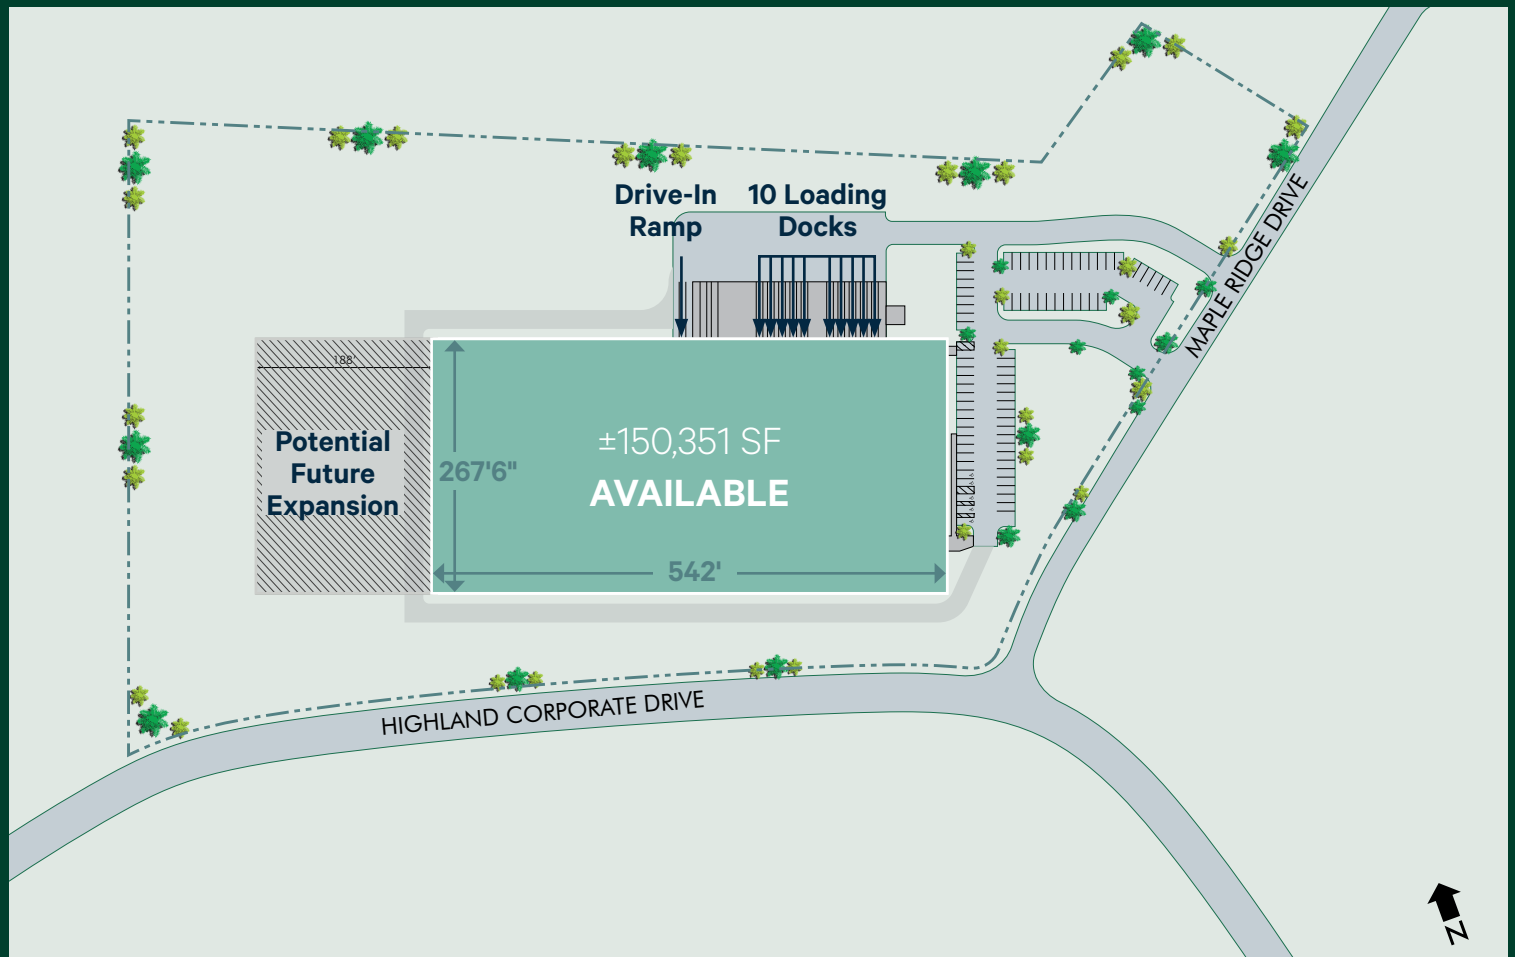 Drive-In
Ramp
10 Loading
Docks
MAPLE RIDGE DRIVE
188'
Potential
Future
Expansion
267'6"
±150,351 SF
AVAILABLE
542'
HIGHLAND CORPORATE DRIVE
N